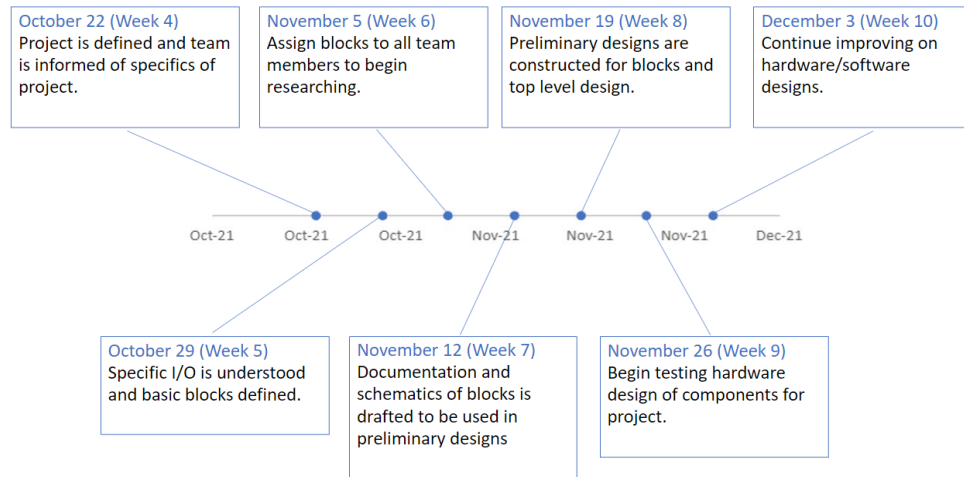 October 22 (Week 4)
Project is defined and team
is informed of specifics of
project.
November 5 (Week 6)
Assign blocks to all team
members to begin
researching.
November 19 (Week 8)
Preliminary designs are
constructed for blocks and
top level design.
December 3 (Week 10)
Continue improving on
hardware/software
designs.
Oct-21
Oct-21
Oct-21
Nov-21
Nov-21
Nov-21
Dec-21
October 29 (Week 5)
Specific I/O is understood
and basic blocks defined.
November 12 (Week 7)
Documentation and
schematics of blocks is
drafted to be used in
preliminary designs
November 26 (Week 9)
Begin testing hardware
design of components for
project.